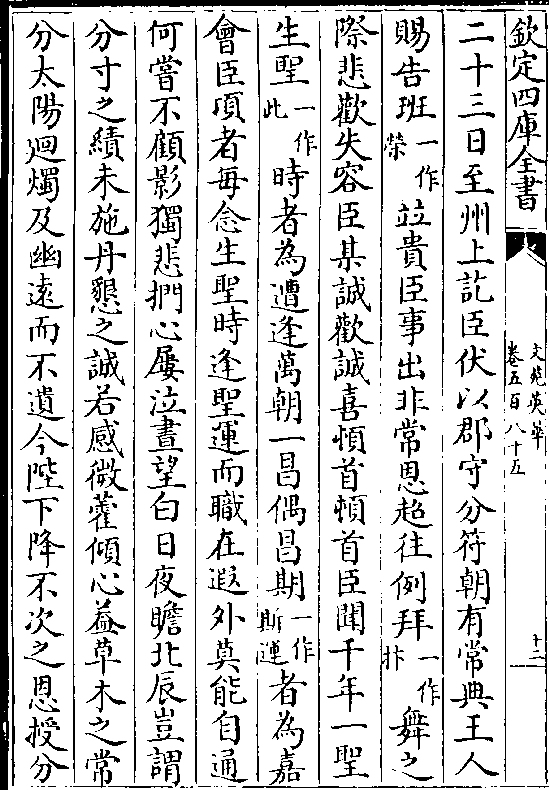 欽定四庫全書
文苑英華
卷五百八十五
十二
二十三日至州上訖臣伏以郡守分符朝有常典王人
賜告班一作榮竝貴臣事出非常恩超往例拜一作抃舞之
際悲歡失容臣某誠歡誠喜頓首頓首臣聞千年一聖
生聖一作此時者為遭逢萬朝一昌偶昌期一作斯運者為嘉
會臣頃者每念生聖時逢聖運而職在遐外莫能自通
何嘗不顧影獨悲捫心屢泣晝望白日夜瞻北辰豈謂
分寸之績未施丹懇之誠若感微藿傾心葢草木之常
分太陽迴燭及幽遠而不遺今陛下降不次之恩授分